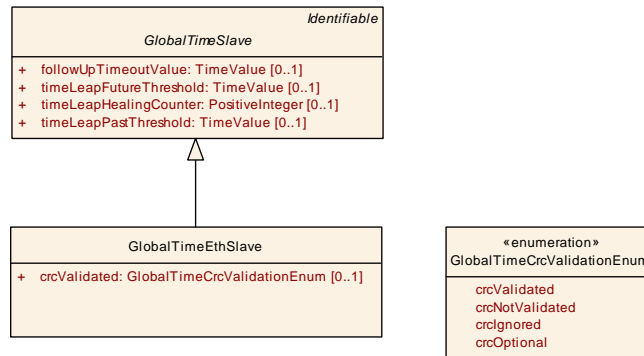 Identifiable
GlobalTimeSlave
+ followUpTimeoutValue: TimeValue [0..1]
+ timeLeapFutureThreshold: TimeValue [0..1]
+ timeLeapHealingCounter: PositiveInteger [0..1]
+ timeLeapPastThreshold: TimeValue [0..1]
GlobalTimeEthSlave
+ crcValidated: GlobalTimeCrcValidationEnum [0..1]
«enumeration»
GlobalTimeCrcValidationEnum
crcValidated
crcNotValidated
crcIgnored
crcOptional